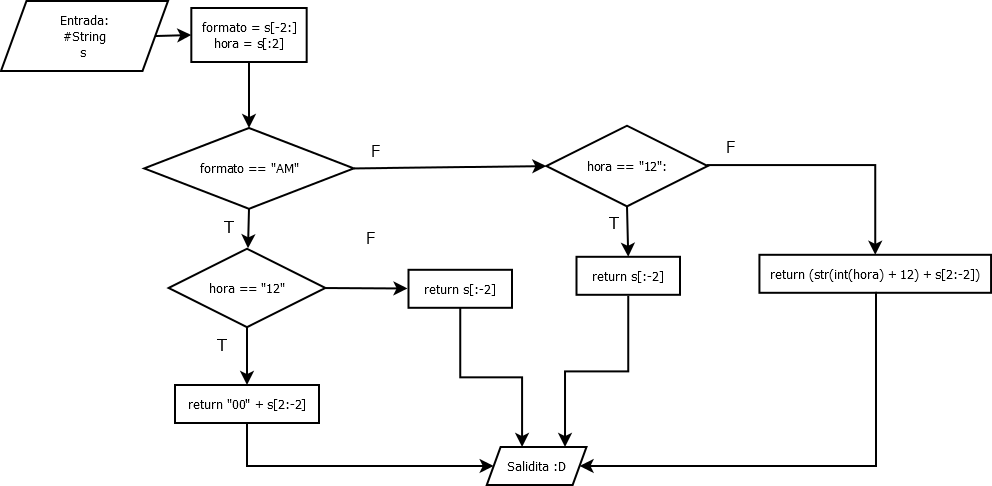 Entrada:
#String
s
formato = s[-2:]
hora = s[:2]
formato == "AM"
F
hora == "12":
F
T
T
F
hora == "12"
return s[:-2]
return s[:-2]
return (str(int(hora) + 12) + s[2:-2])
T
return "00" + s[2:-2]
Salidita :D